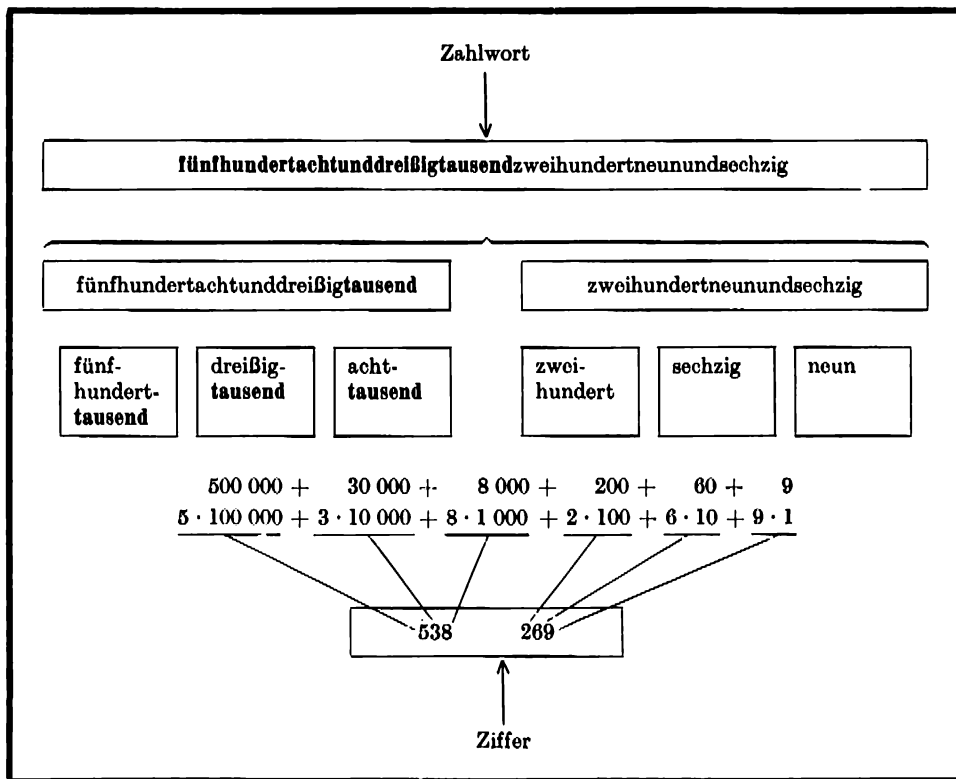 Zahlwort
fünfhundertachtunddreißigtausendzweihundertneunundsechzig
fünfhundertachtunddreißigtausend
zweihundertneunundsechzig
fünf-
hundert-
tausend
dreißig-
tausend
acht-
tausend
zwei-
hundert
sechzig
neun
500 000 + 30 000 + 8 000 + 200 + 60 + 9
5 · 100 000 + 3 · 10 000 + 8 · 1 000 + 2 · 100 + 6 · 10 + 9 · 1
538 269
Ziffer